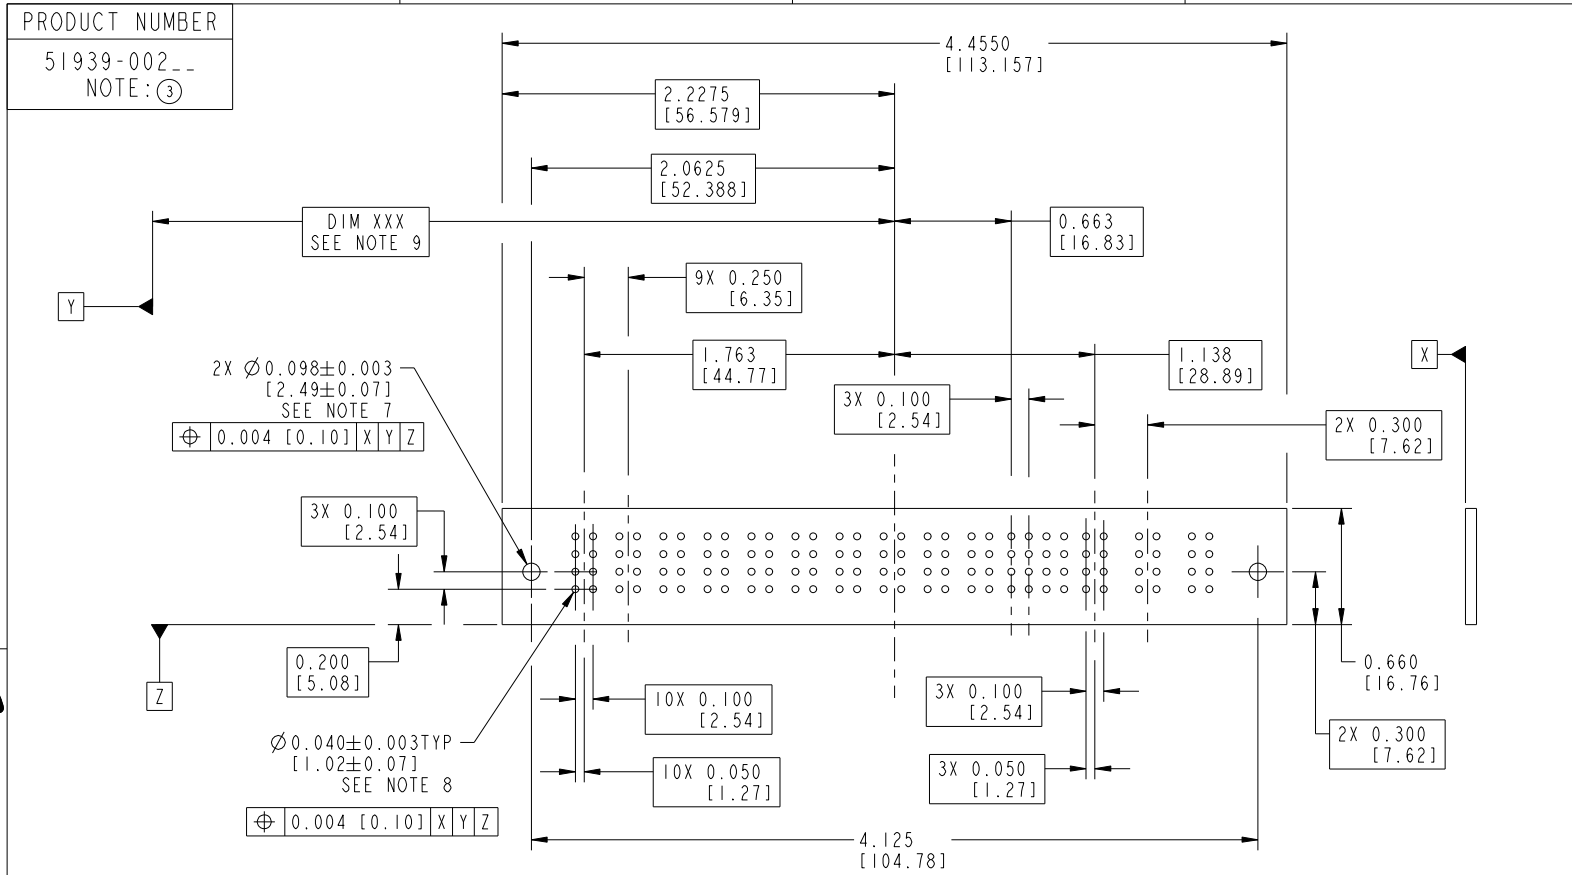 PRODUCT NUMBER
51939-002__
NOTE: 3
4.4550
[113.157]
2.2275
[56.579]
2.0625
[52.388]
DIM XXX
SEE NOTE 9
0.663
[16.83]
9X 0.250
[6.35]
Y
1.763
[44.77]
1.138
[28.89]
X
2X Ø0.098±0.003
[2.49±0.07]
SEE NOTE 7
⌖ 0.004 [0.10] X Y Z
3X 0.100
[2.54]
2X 0.300
[7.62]
3X 0.100
[2.54]
0.200
[5.08]
Z
10X 0.100
[2.54]
3X 0.100
[2.54]
0.660
[16.76]
2X 0.300
[7.62]
Ø0.040±0.003TYP
[1.02±0.07]
SEE NOTE 8
10X 0.050
[1.27]
3X 0.050
[1.27]
⌖ 0.004 [0.10] X Y Z
4.125
[104.78]